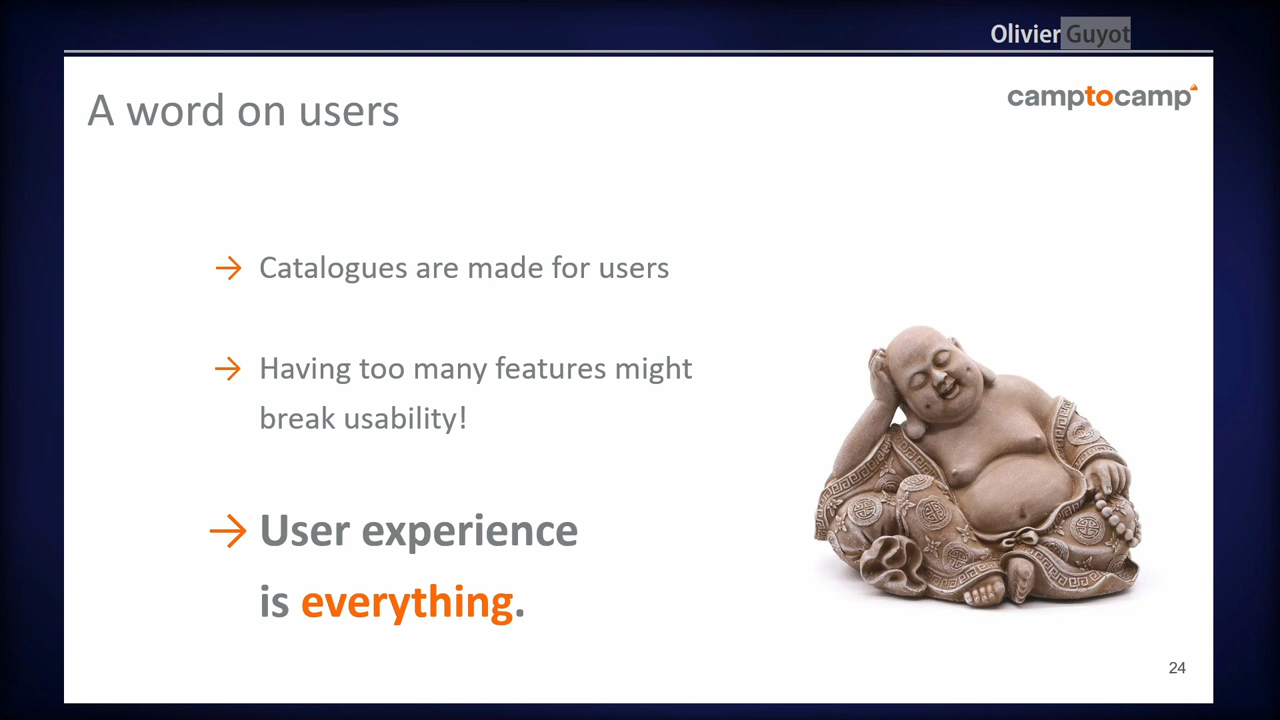 Olivier Guyot
A word on users
camptocamp
→ Catalogues are made for users
→ Having too many features might
break usability!
→ User experience
is everything.
24